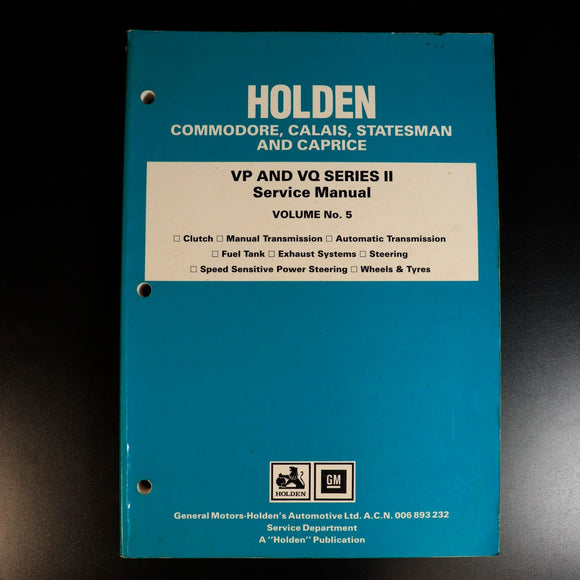 HOLDEN
COMMODORE, CALAIS, STATESMAN
AND CAPRICE
VP AND VQ SERIES II
Service Manual
VOLUME No. 5
□ Clutch □ Manual Transmission □ Automatic Transmission
□ Fuel Tank □ Exhaust Systems □ Steering
□ Speed Sensitive Power Steering □ Wheels & Tyres
HOLDEN GM
General Motors-Holden's Automotive Ltd. A.C.N. 006 893 232
Service Department
A "Holden" Publication